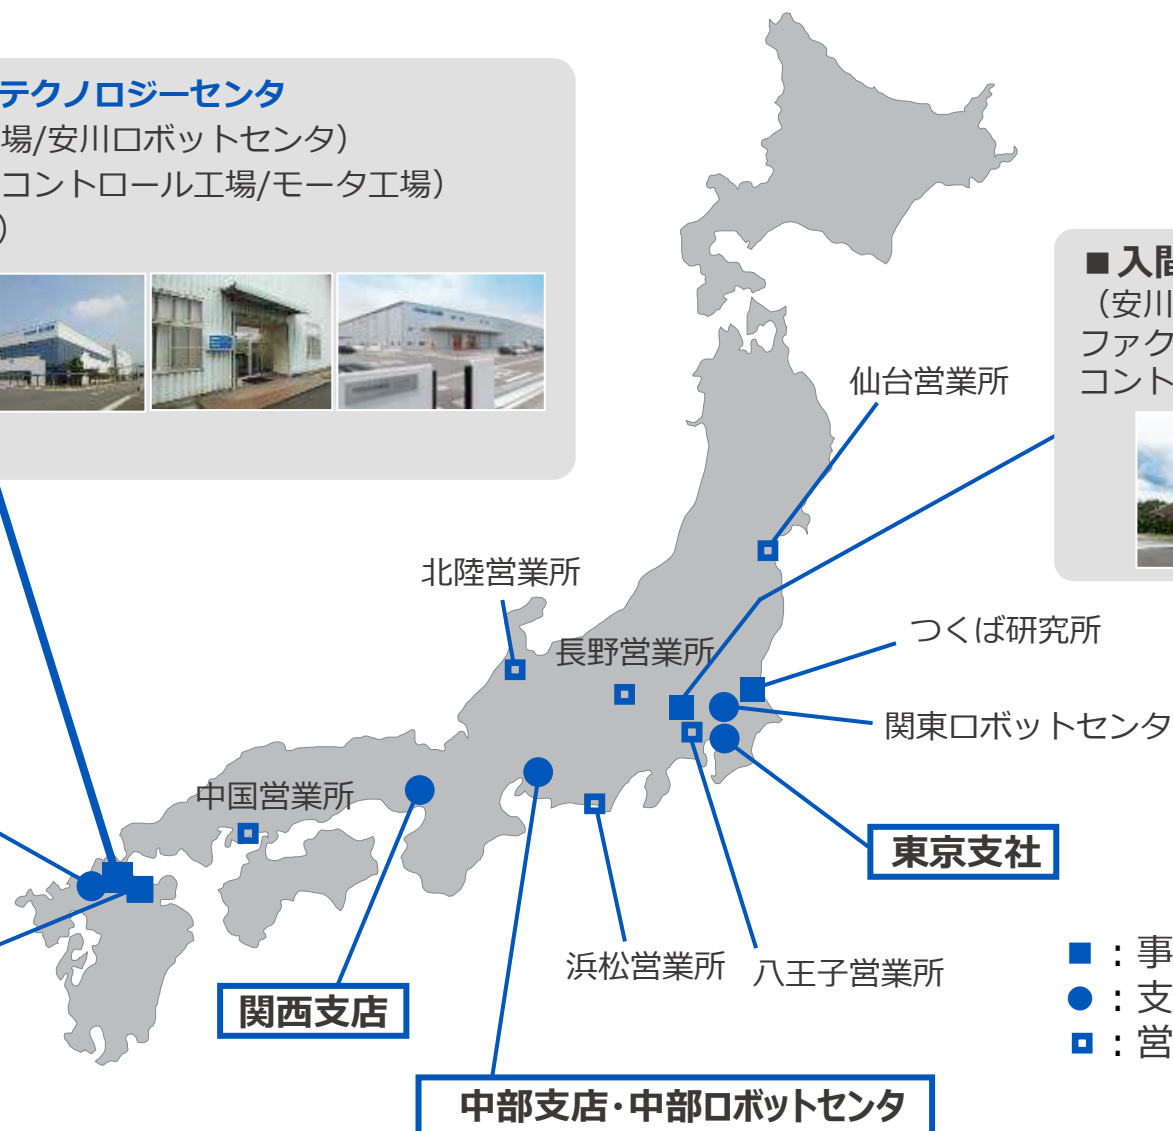 テクノロジーセンタ
場/安川ロボットセンタ）
コントロール工場/モータ工場）
）
■入間
（安川
ファク
コント
仙台営業所
北陸営業所
長野営業所
つくば研究所
関東ロボットセンタ
中国営業所
東京支社
浜松営業所
八王子営業所
関西支店
中部支店・中部ロボットセンタ
■：事
●：支
：営